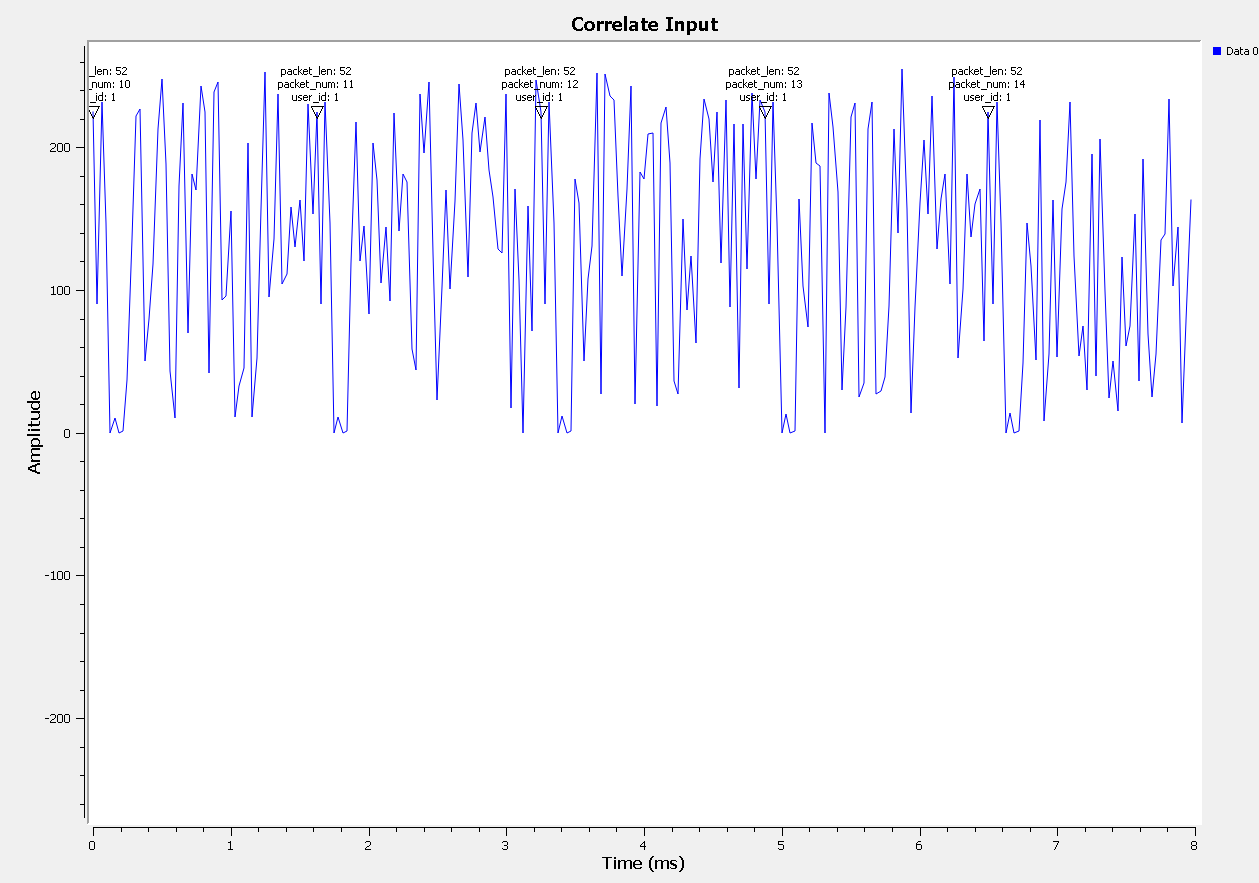 Correlate Input
Data 0
_len: 52
_num: 10
_id: 1
packet_len: 52
packet_num: 11
user_id: 1
packet_len: 52
packet_num: 12
user_id: 1
packet_len: 52
packet_num: 13
user_id: 1
packet_len: 52
packet_num: 14
user_id: 1
200
100
0
-100
-200
Amplitude
0 1 2 3 4 5 6 7 8
Time (ms)